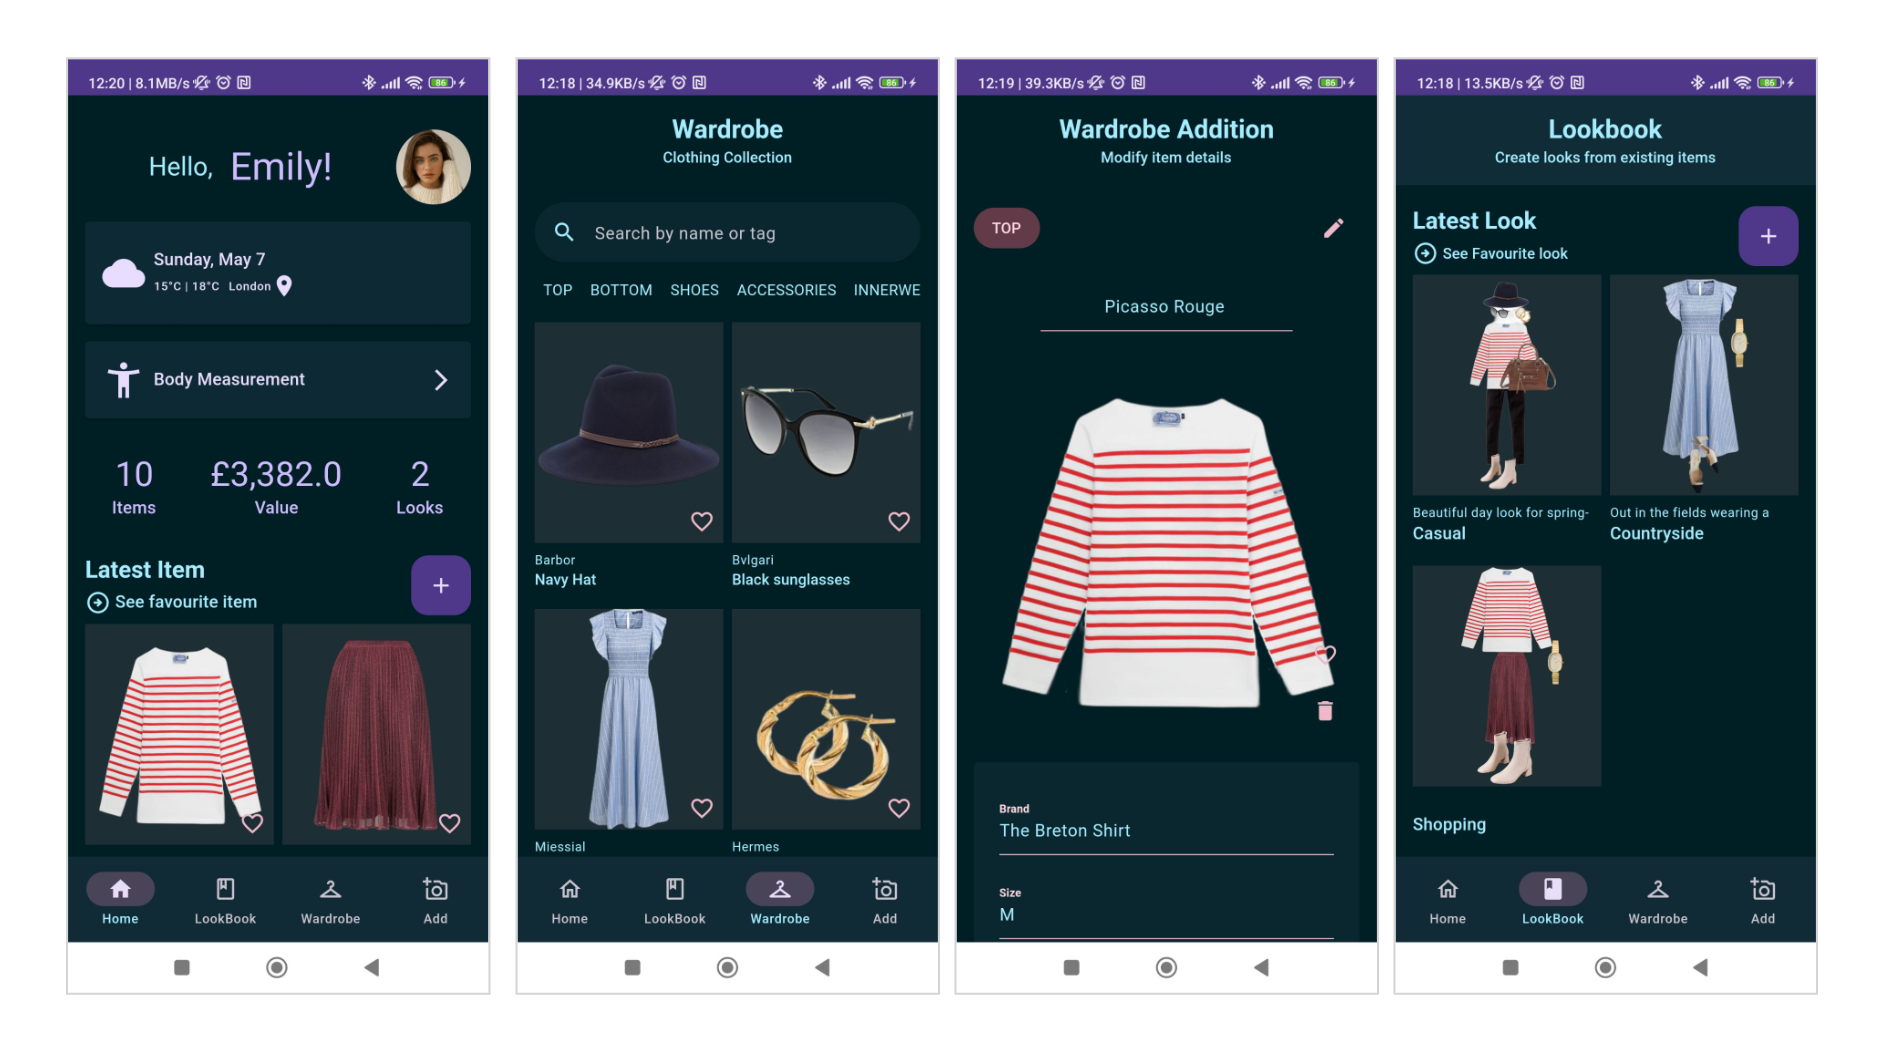 12:20 | 8.1MB/s
86
Hello, Emily!
Sunday, May 7
15°C | 18°C London
Body Measurement
10 £3,382.0 2
Items Value Looks
Latest Item
+
See favourite item
Home LookBook Wardrobe Add
12:18 | 34.9KB/s
86
Wardrobe
Clothing Collection
Search by name or tag
TOP BOTTOM SHOES ACCESSORIES INNERWE
Barbor
Navy Hat
Bvlgari
Black sunglasses
Miessial
Hermes
Home LookBook Wardrobe Add
12:19 | 39.3KB/s
86
Wardrobe Addition
Modify item details
TOP
Picasso Rouge
Brand
The Breton Shirt
Size
M
12:18 | 13.5KB/s
86
Lookbook
Create looks from existing items
Latest Look
+
See Favourite look
Beautiful day look for spring-
Casual
Out in the fields wearing a
Countryside
Shopping
Home LookBook Wardrobe Add